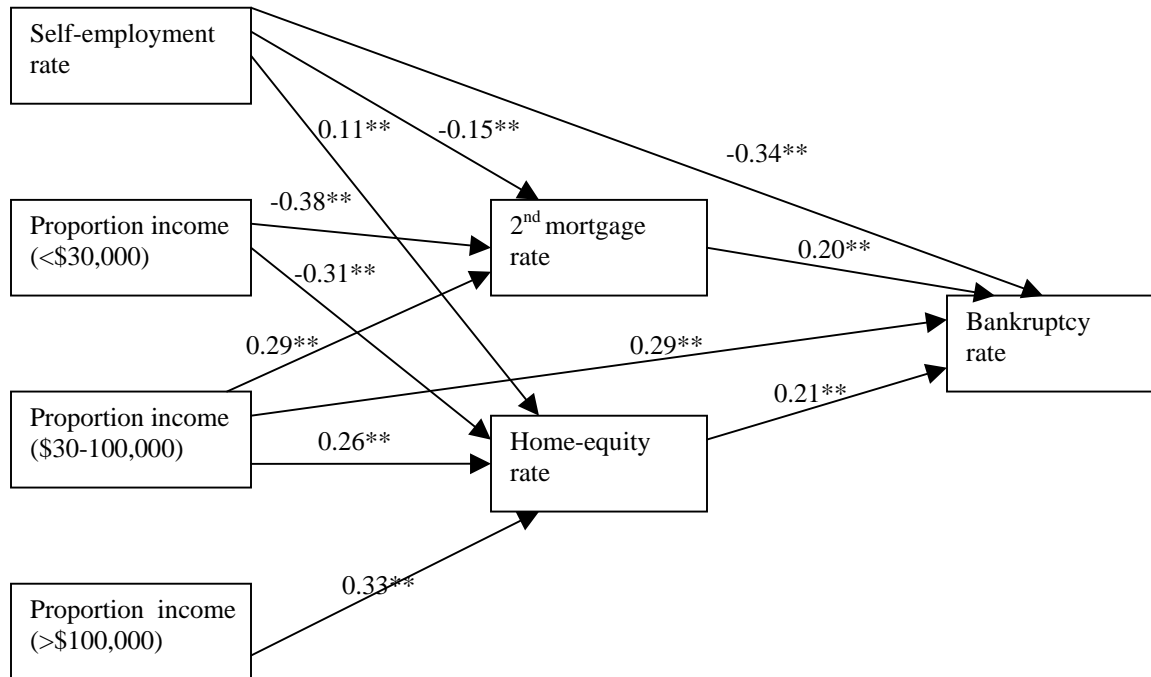 Self-employment
rate
0.11**
-0.15**
-0.34**
Proportion income
(<$30,000)
-0.38**
2nd mortgage
rate
0.20**
-0.31**
Bankruptcy
rate
0.29**
0.29**
0.21**
Proportion income
($30-100,000)
0.26**
Home-equity
rate
0.33**
Proportion income
(>$100,000)